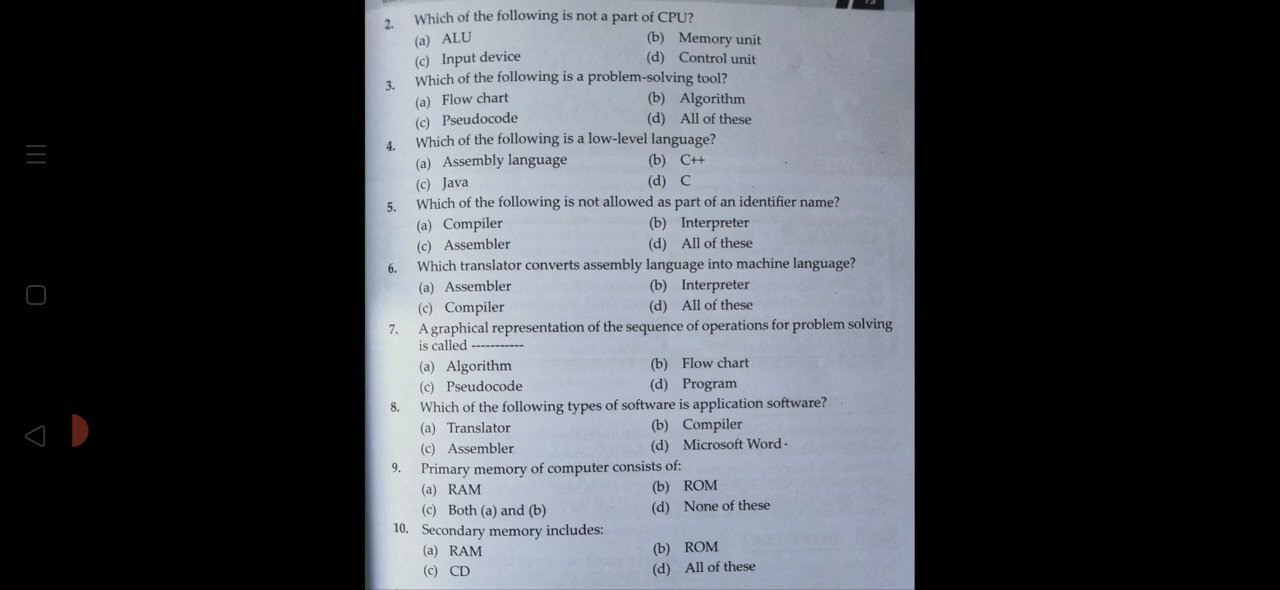 2. Which of the following is not a part of CPU?
(a) ALU (b) Memory unit
(c) Input device (d) Control unit
3. Which of the following is a problem-solving tool?
(a) Flow chart (b) Algorithm
(c) Pseudocode (d) All of these
4. Which of the following is a low-level language?
(a) Assembly language (b) C++
(c) Java (d) C
5. Which of the following is not allowed as part of an identifier name?
(a) Compiler (b) Interpreter
(c) Assembler (d) All of these
6. Which translator converts assembly language into machine language?
(a) Assembler (b) Interpreter
(c) Compiler (d) All of these
7. A graphical representation of the sequence of operations for problem solving
is called -----------
(a) Algorithm (b) Flow chart
(c) Pseudocode (d) Program
8. Which of the following types of software is application software?
(a) Translator (b) Compiler
(c) Assembler (d) Microsoft Word
9. Primary memory of computer consists of:
(a) RAM (b) ROM
(c) Both (a) and (b) (d) None of these
10. Secondary memory includes:
(a) RAM (b) ROM
(c) CD (d) All of these